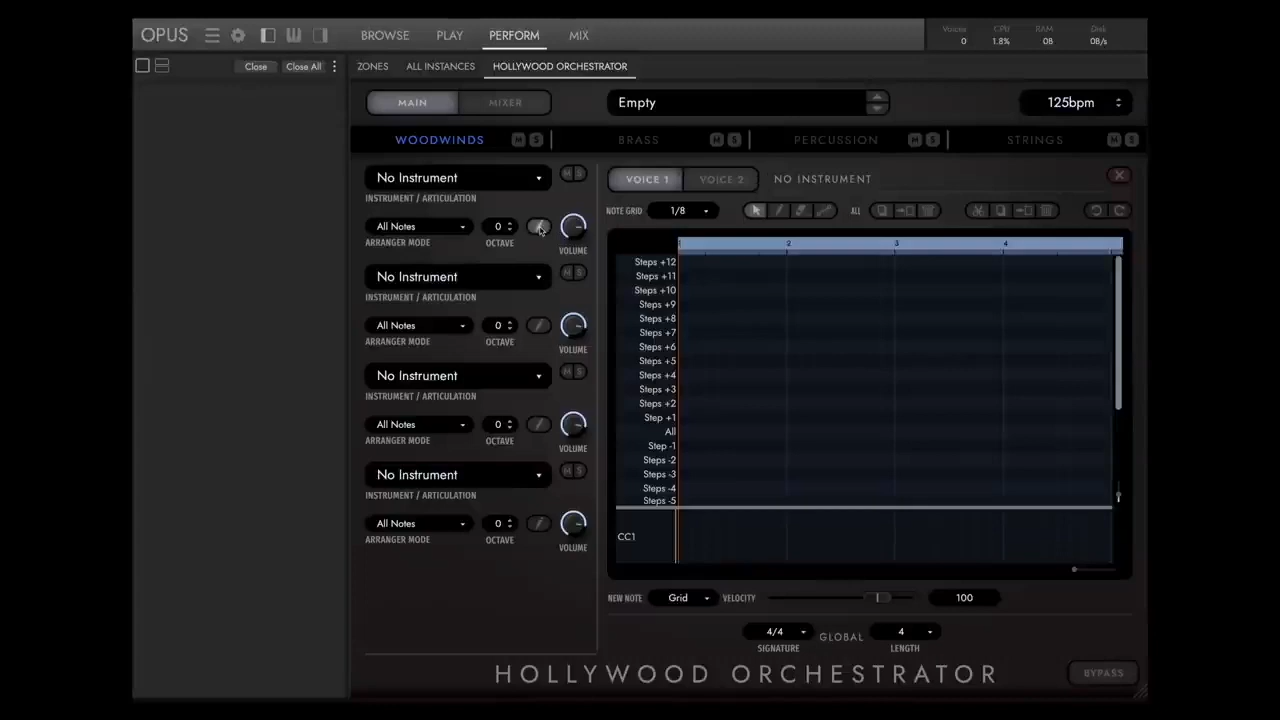 OPUS BROWSE PLAY PERFORM MIX Voices CPU RAM Disk
0 1.8% 0B 0B/s
Close Close All ZONES ALL INSTANCES HOLLYWOOD ORCHESTRATOR
MAIN MIXER Empty 125bpm
WOODWINDS M S BRASS M S PERCUSSION M S STRINGS M S
No Instrument M S
INSTRUMENT / ARTICULATION
All Notes 0
ARRANGER MODE OCTAVE VOLUME
No Instrument M S
INSTRUMENT / ARTICULATION
All Notes 0
ARRANGER MODE OCTAVE VOLUME
No Instrument M S
INSTRUMENT / ARTICULATION
All Notes 0
ARRANGER MODE OCTAVE VOLUME
No Instrument M S
INSTRUMENT / ARTICULATION
All Notes 0
ARRANGER MODE OCTAVE VOLUME
VOICE 1 VOICE 2 NO INSTRUMENT X
NOTE GRID 1/8 ALL
1 2 3 4
Steps +12
Steps +11
Steps +10
Steps +9
Steps +8
Steps +7
Steps +6
Steps +5
Steps +4
Steps +3
Steps +2
Step +1
All
Step -1
Steps -2
Steps -3
Steps -4
Steps -5
CC1
NEW NOTE Grid VELOCITY 100
4/4 GLOBAL 4
SIGNATURE LENGTH
HOLLYWOOD ORCHESTRATOR BYPASS